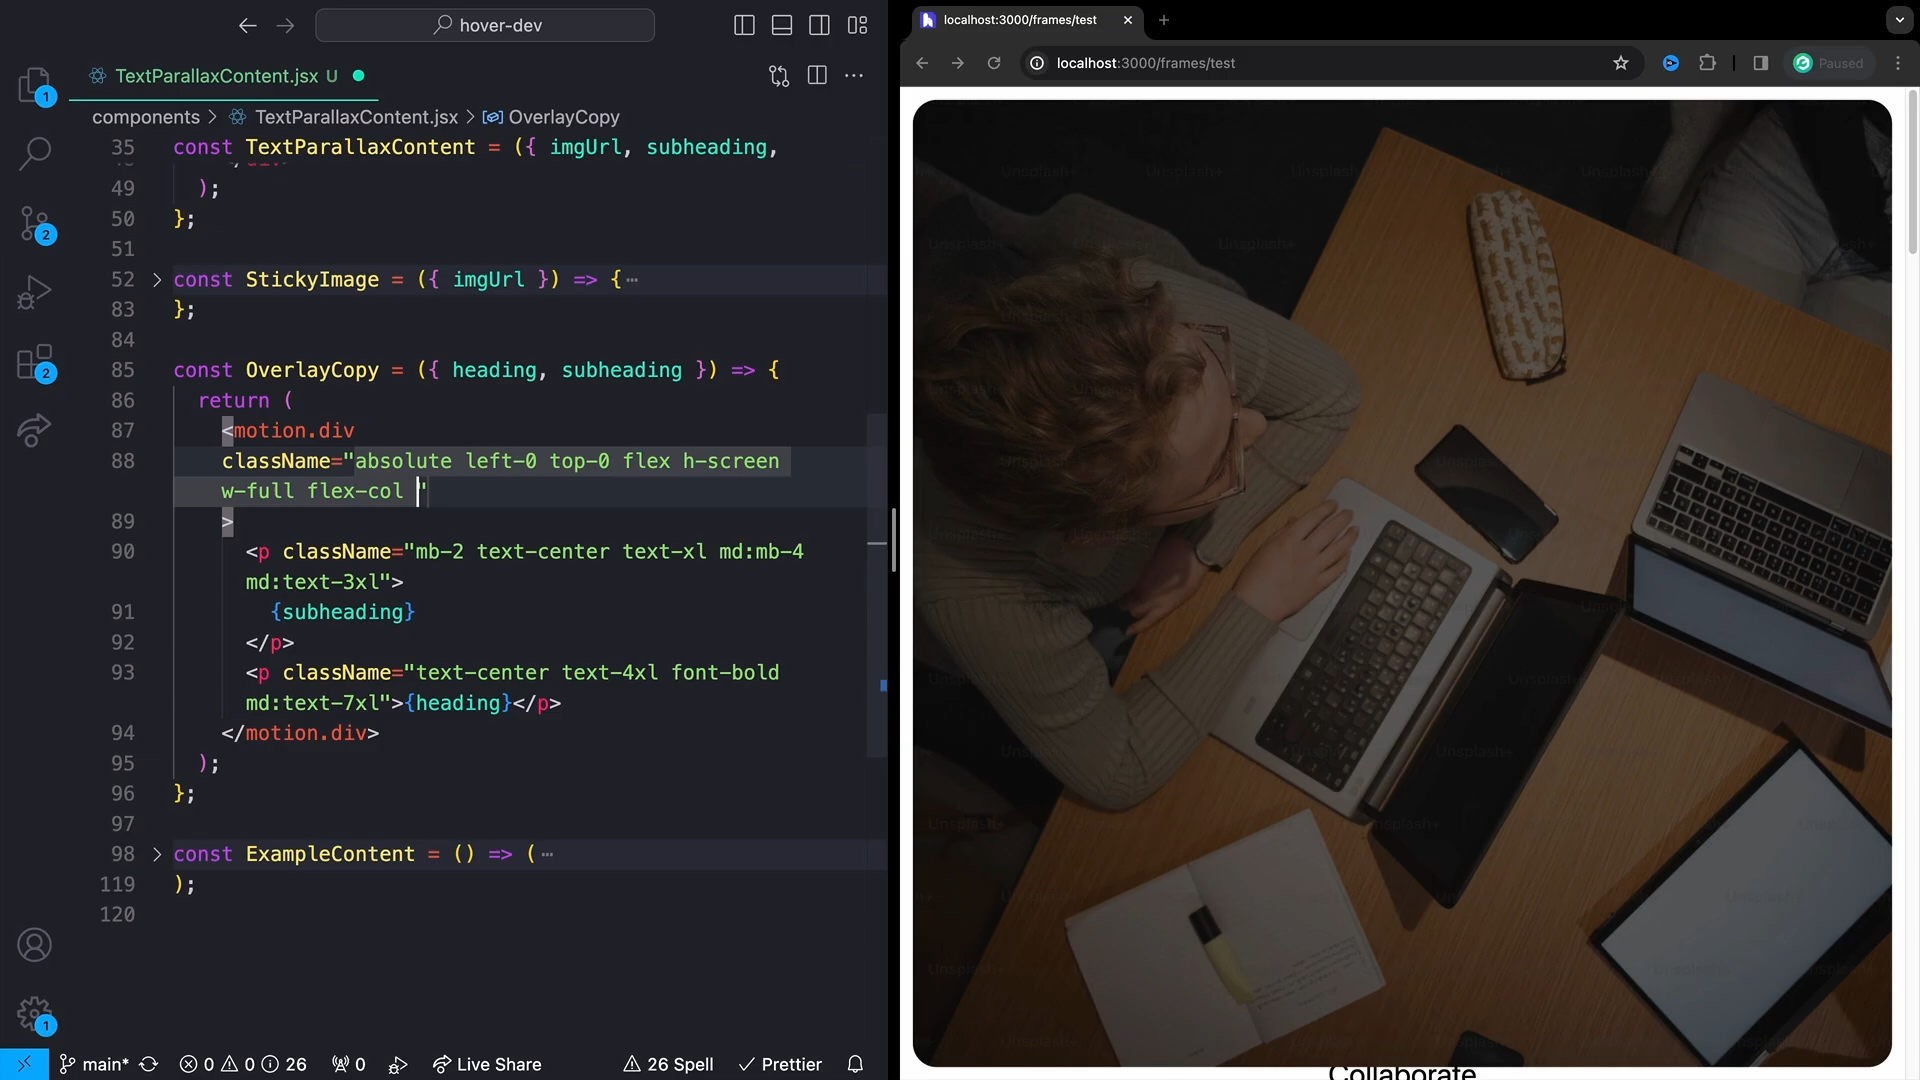 hover-dev
TextParallaxContent.jsx U
components > TextParallaxContent.jsx > OverlayCopy
35 const TextParallaxContent = ({ imgUrl, subheading,
49 );
50 };
51
52 const StickyImage = ({ imgUrl }) => {…
83 };
84
85 const OverlayCopy = ({ heading, subheading }) => {
86 return (
87 <motion.div
88 className="absolute left-0 top-0 flex h-screen
w-full flex-col "
89 >
90 <p className="mb-2 text-center text-xl md:mb-4
md:text-3xl">
91 {subheading}
92 </p>
93 <p className="text-center text-4xl font-bold
md:text-7xl">{heading}</p>
94 </motion.div>
95 );
96 };
97
98 const ExampleContent = () => (…
119 );
120
1
2
2
1
main* 0 0 26 0 Live Share 26 Spell Prettier
localhost:3000/frames/test
localhost:3000/frames/test
Paused
Unsplash+
Collaborate